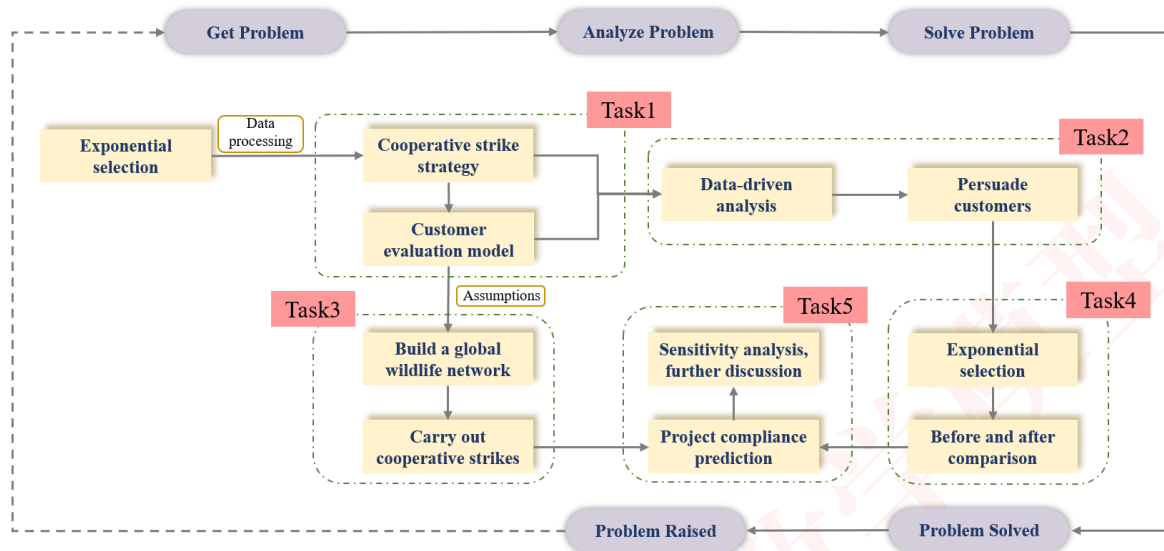 Get Problem
Analyze Problem
Solve Problem
Task1
Data
processing
Exponential
selection
Cooperative strike
strategy
Customer
evaluation model
Task2
Data-driven
analysis
Persuade
customers
Assumptions
Task3
Build a global
wildlife network
Carry out
cooperative strikes
Task5
Sensitivity analysis,
further discussion
Project compliance
prediction
Task4
Exponential
selection
Before and after
comparison
Problem Raised
Problem Solved